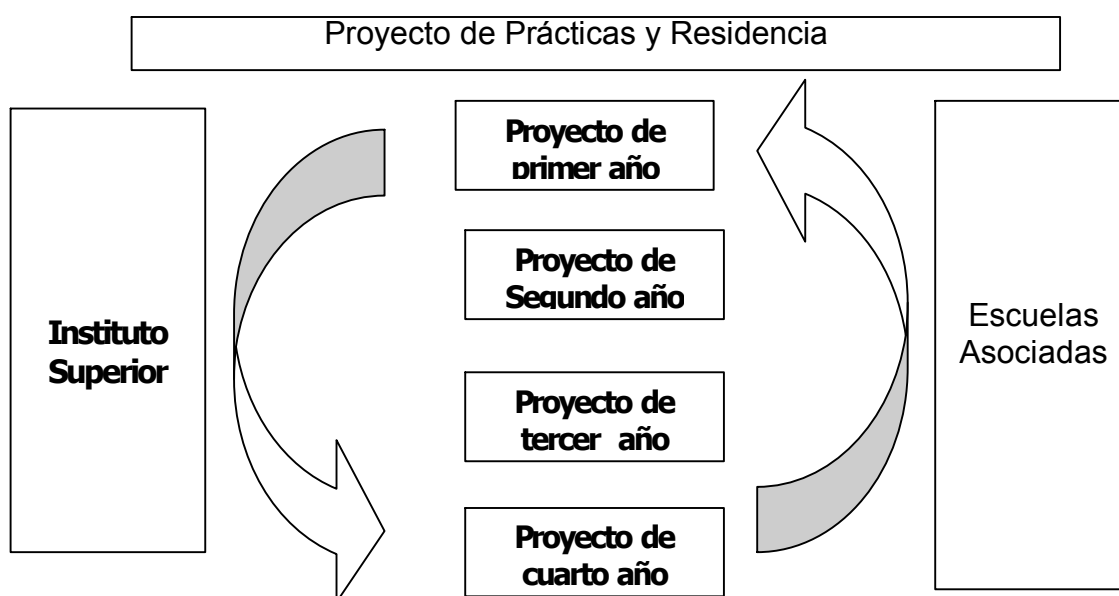 Proyecto de Prácticas y Residencia
Proyecto de
primer año
Proyecto de
Segundo año
Instituto
Superior
Escuelas
Asociadas
Proyecto de
tercer año
Proyecto de
cuarto año